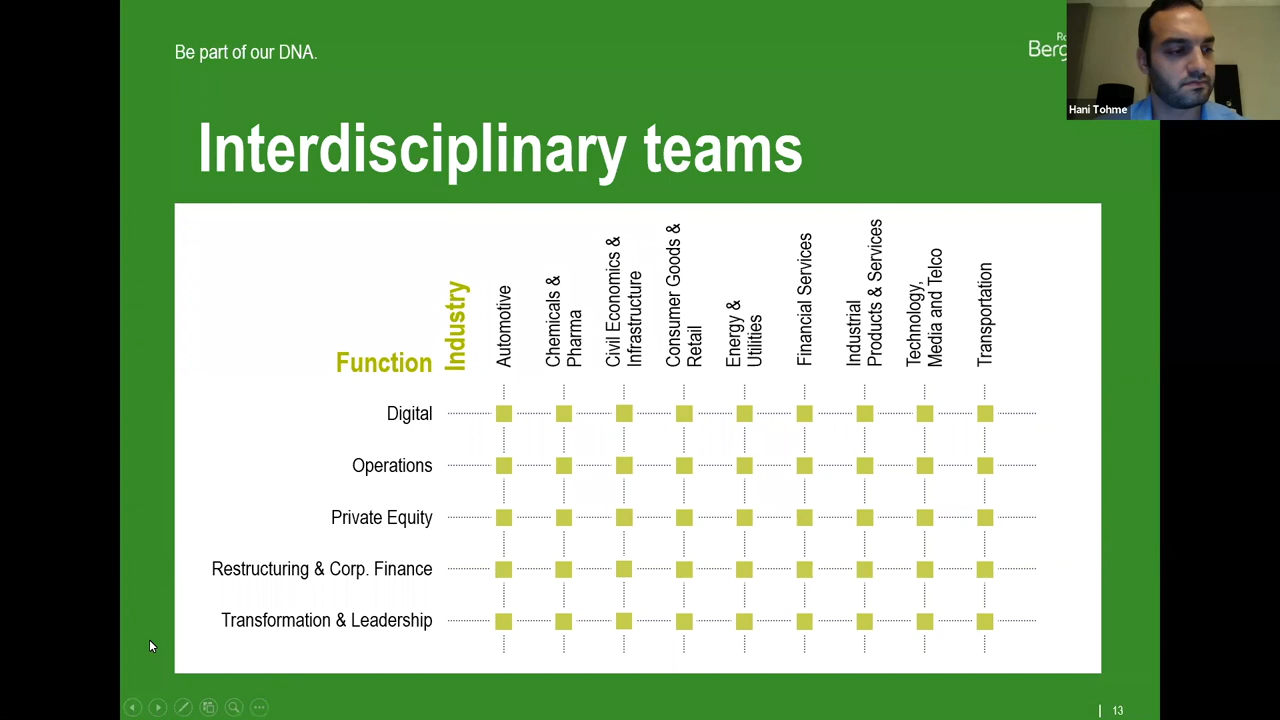 Be part of our DNA.
Hani Tohme
Interdisciplinary teams
Function
Industry
Automotive
Chemicals &
Pharma
Civil Economics &
Infrastructure
Consumer Goods &
Retail
Energy &
Utilities
Financial Services
Industrial
Products & Services
Technology,
Media and Telco
Transportation
Digital
Operations
Private Equity
Restructuring & Corp. Finance
Transformation & Leadership
13